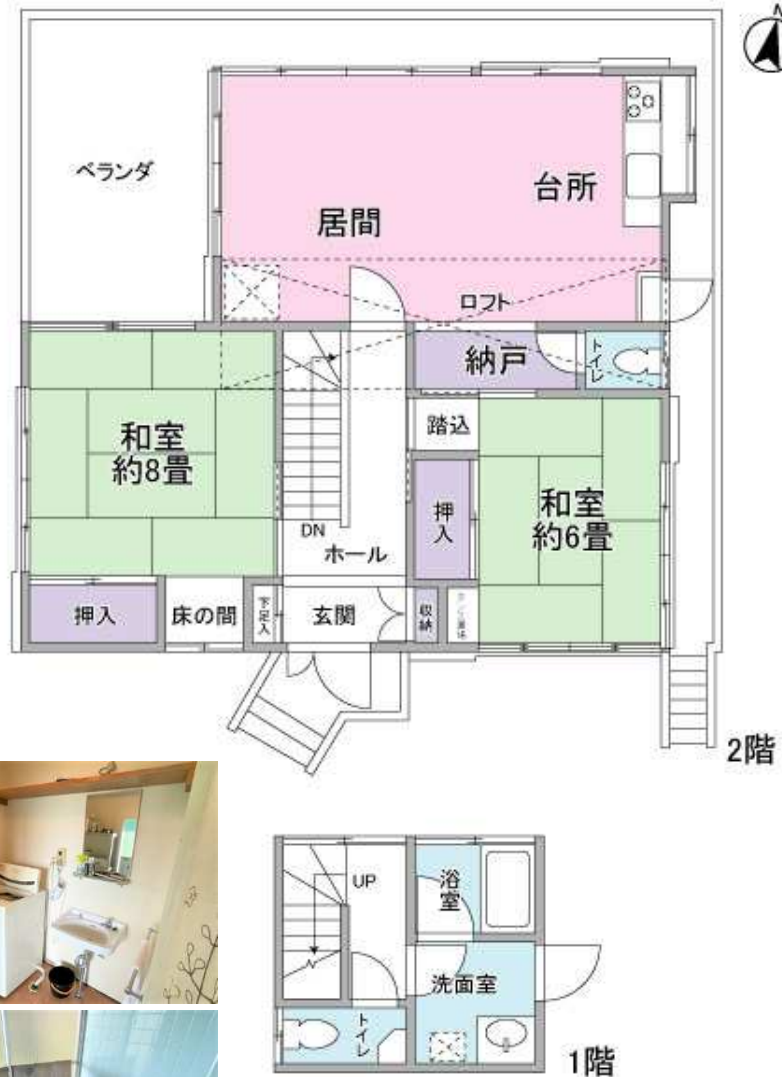 N
ベランダ
台所
居間
ロフト
納戸
トイレ
踏込
和室
約8畳
和室
約6畳
押入
DN
ホール
押入
床の間
下足入
玄関
収納
2階
UP
浴室
洗面室
トイレ
1階